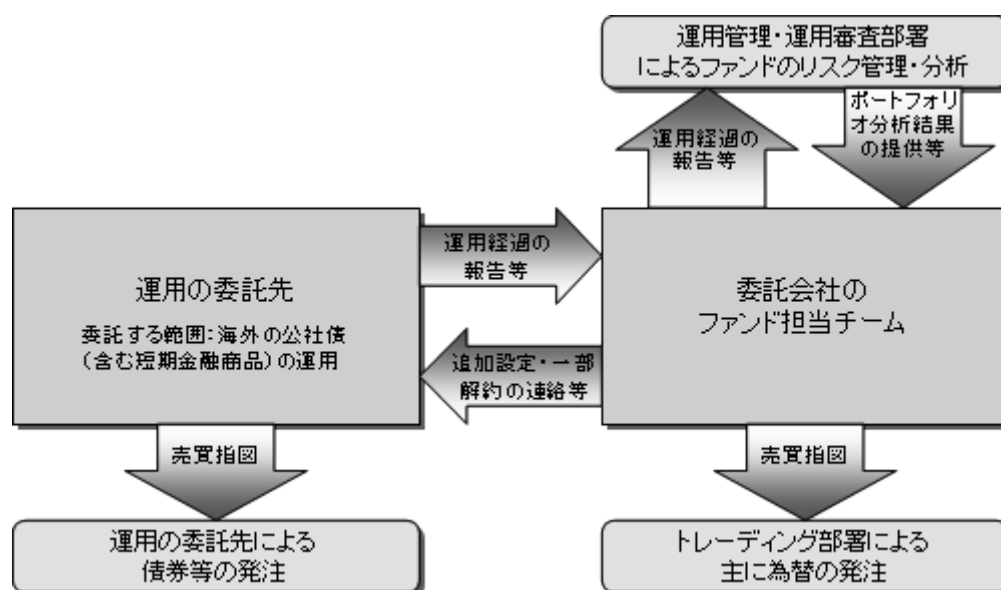 運用管理・運用審査部署
によるファンドのリスク管理・分析
運用経過の
報告等
ポートフォリ
オ分析結果
の提供等
運用の委託先
委託する範囲：海外の公社債
（含む短期金融商品）の運用
運用経過の
報告等
追加設定・一部
解約の連絡等
委託会社の
ファンド担当チーム
売買指図
売買指図
運用の委託先による
債券等の発注
トレーディング部署による
主に為替の発注